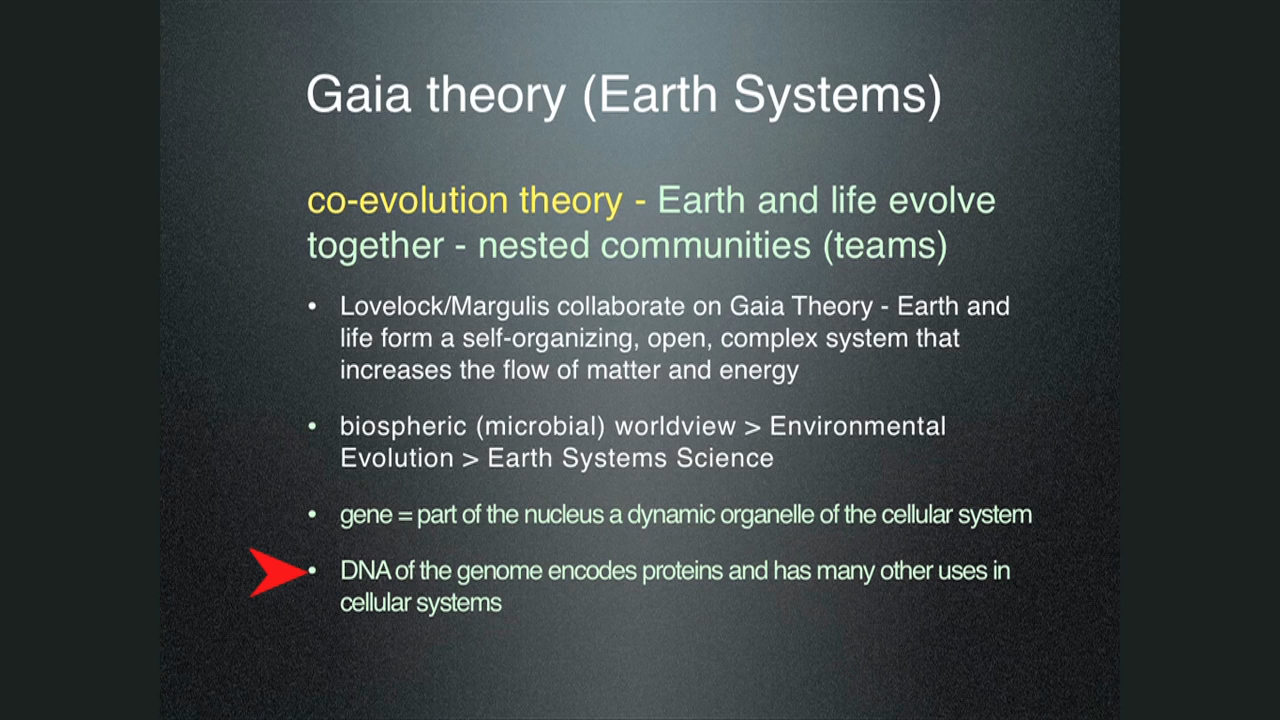 Gaia theory (Earth Systems)
co-evolution theory - Earth and life evolve
together - nested communities (teams)
• Lovelock/Margulis collaborate on Gaia Theory - Earth and
life form a self-organizing, open, complex system that
increases the flow of matter and energy
• biospheric (microbial) worldview > Environmental
Evolution > Earth Systems Science
• gene = part of the nucleus a dynamic organelle of the cellular system
• DNA of the genome encodes proteins and has many other uses in
cellular systems